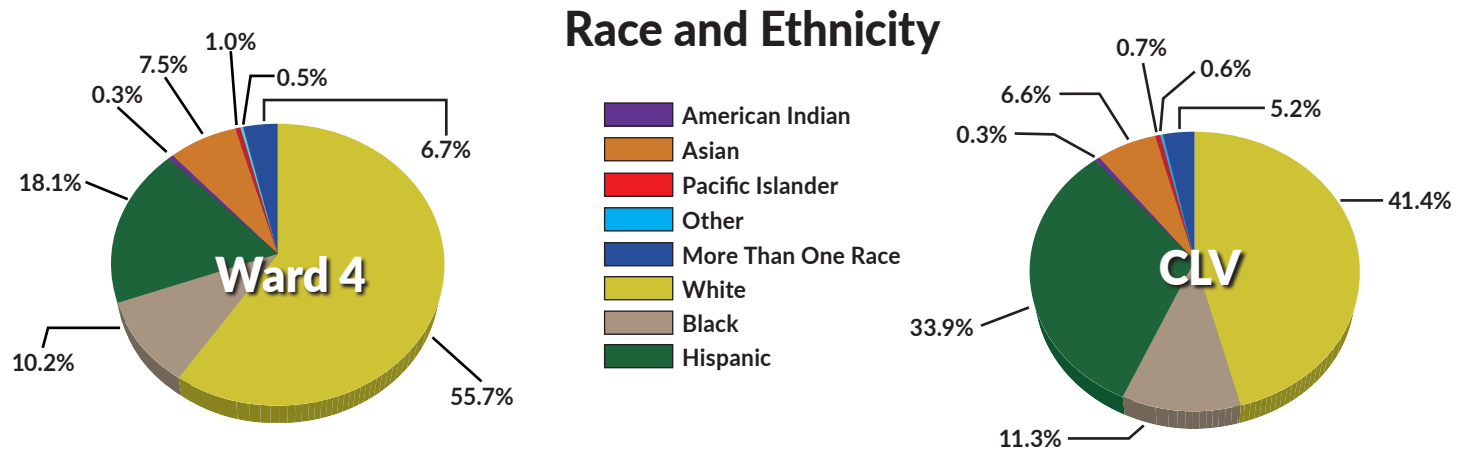 Race and Ethnicity
1.0%
7.5%
0.5%
0.3%
6.7%
18.1%
Ward 4
10.2%
55.7%
American Indian
Asian
Pacific Islander
Other
More Than One Race
White
Black
Hispanic
0.7%
0.6%
6.6%
5.2%
0.3%
41.4%
CLV
33.9%
11.3%